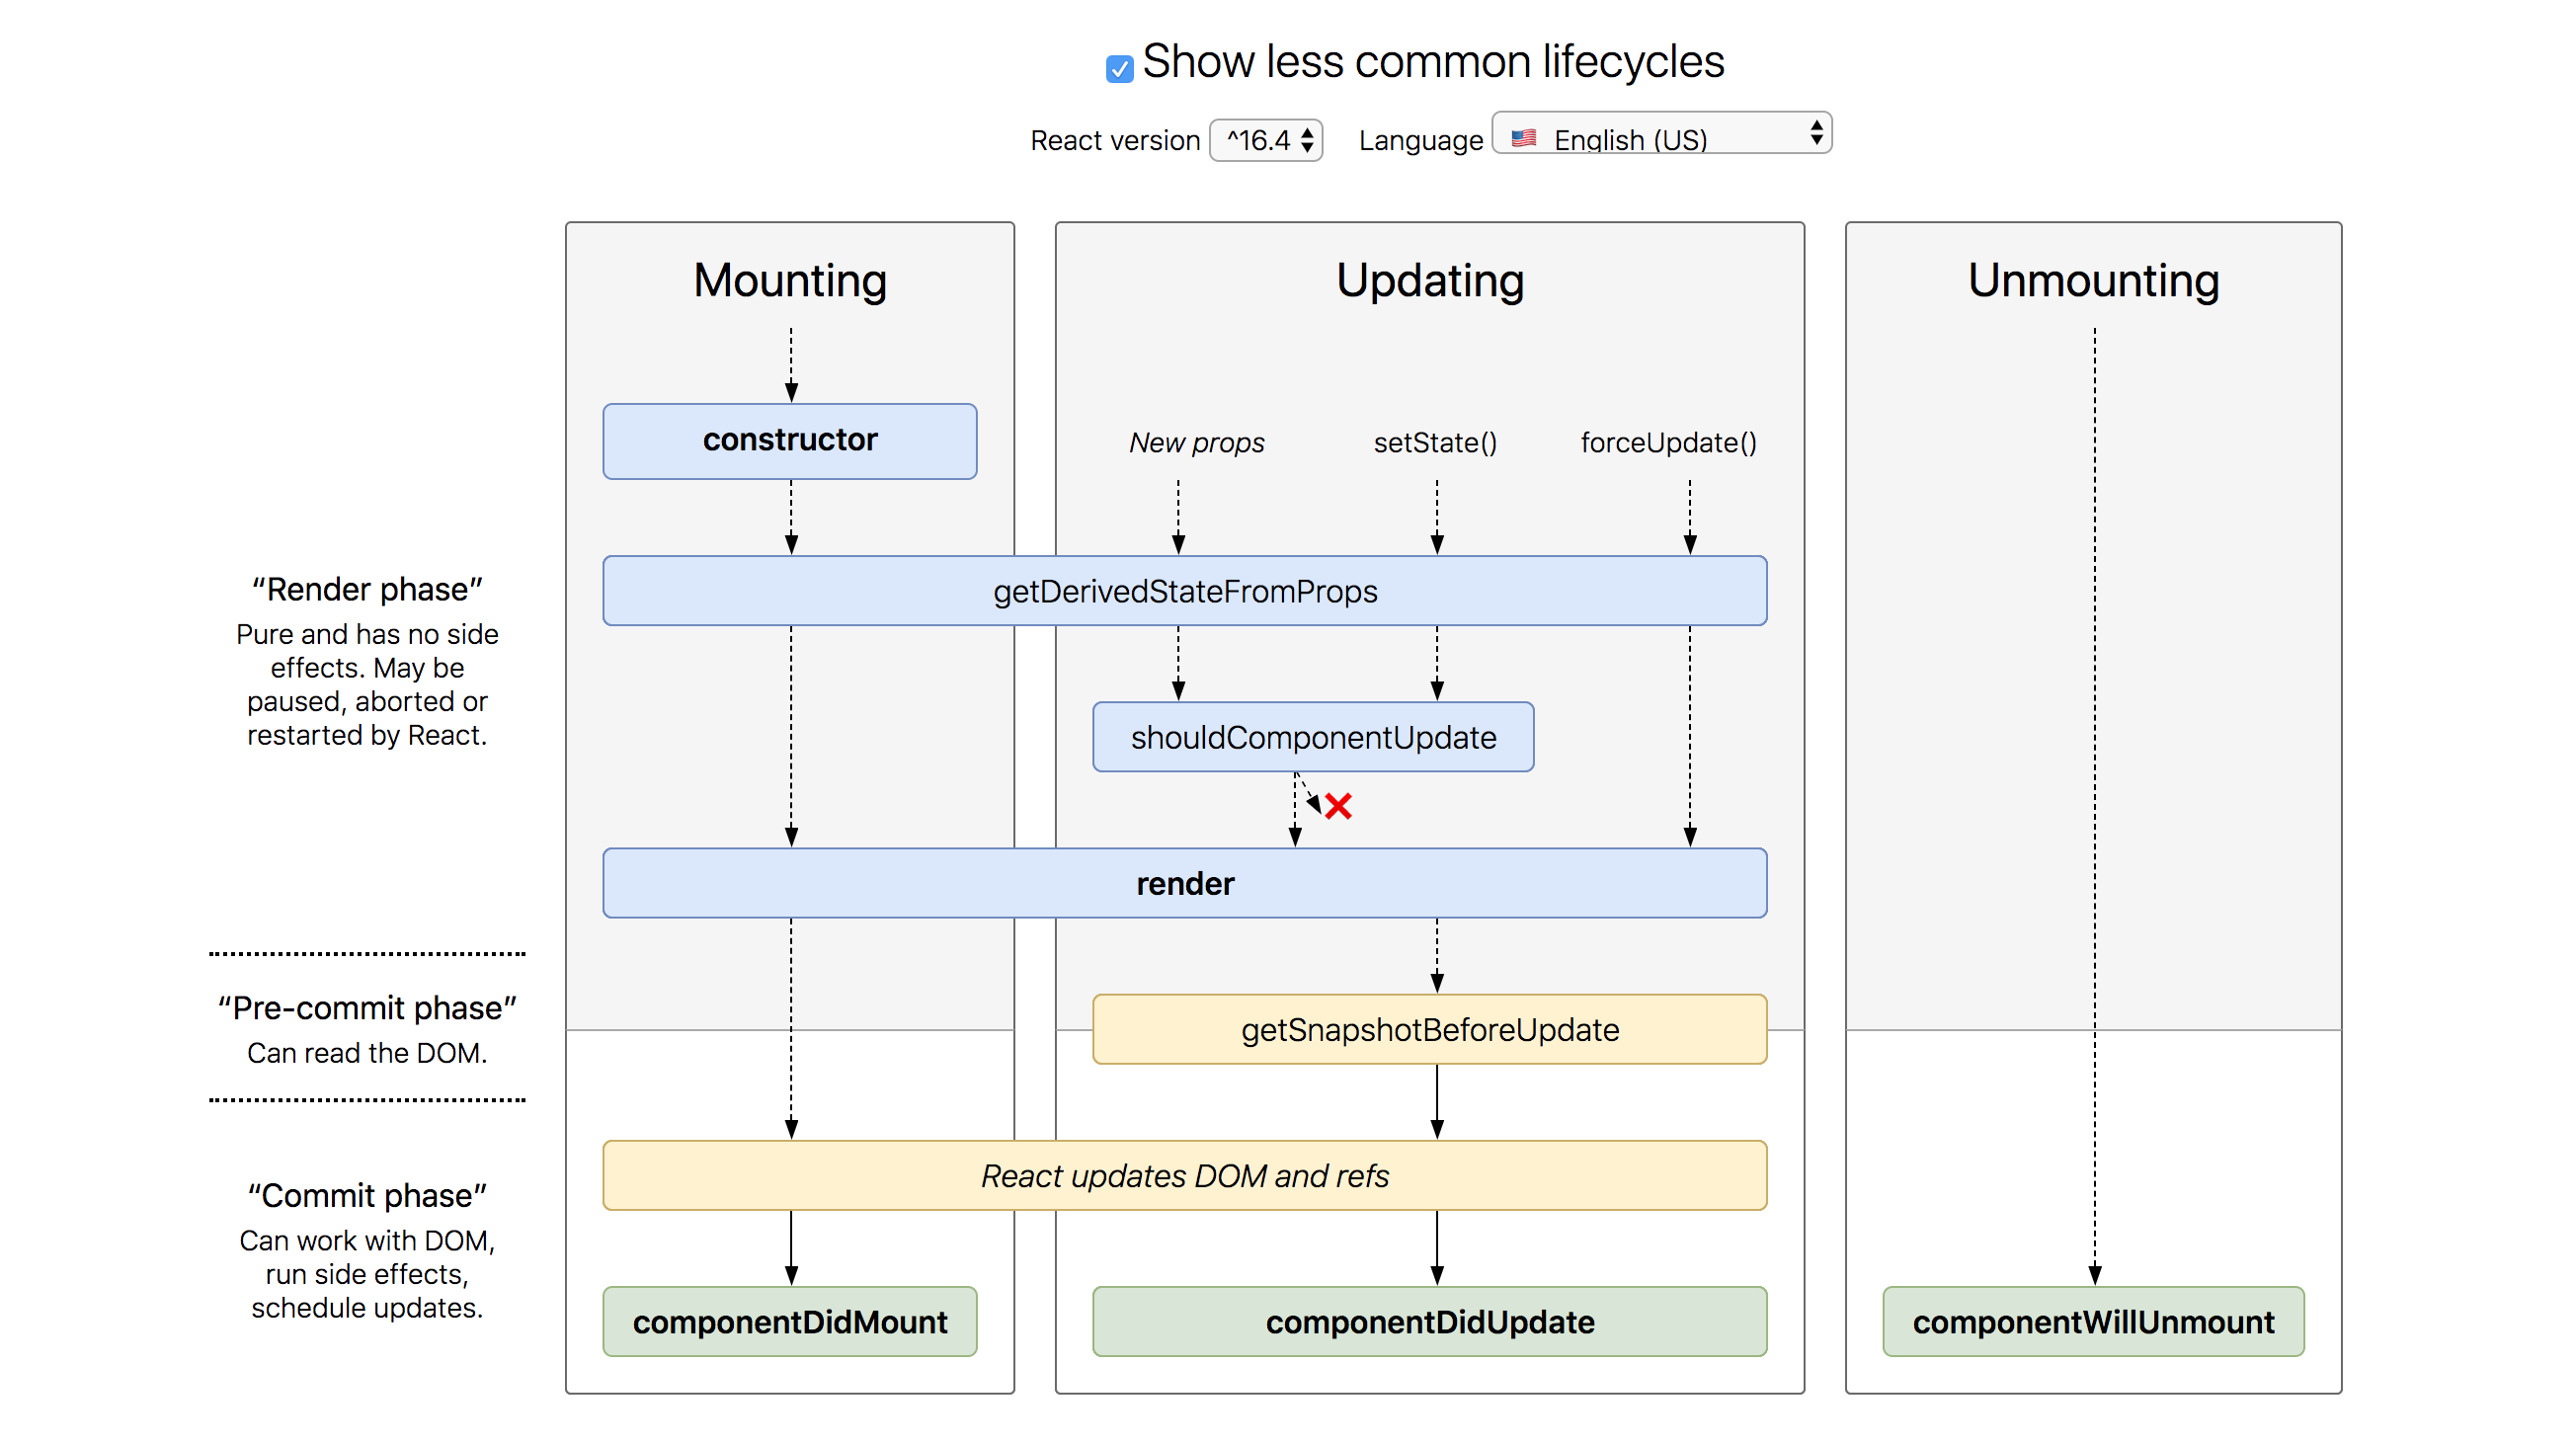 Show less common lifecycles
React version ^16.4 Language 🇺🇸 English (US)
Mounting
Updating
Unmounting
constructor
New props
setState()
forceUpdate()
getDerivedStateFromProps
“Render phase”
Pure and has no side
effects. May be
paused, aborted or
restarted by React.
shouldComponentUpdate
render
“Pre-commit phase”
Can read the DOM.
getSnapshotBeforeUpdate
React updates DOM and refs
“Commit phase”
Can work with DOM,
run side effects,
schedule updates.
componentDidMount
componentDidUpdate
componentWillUnmount